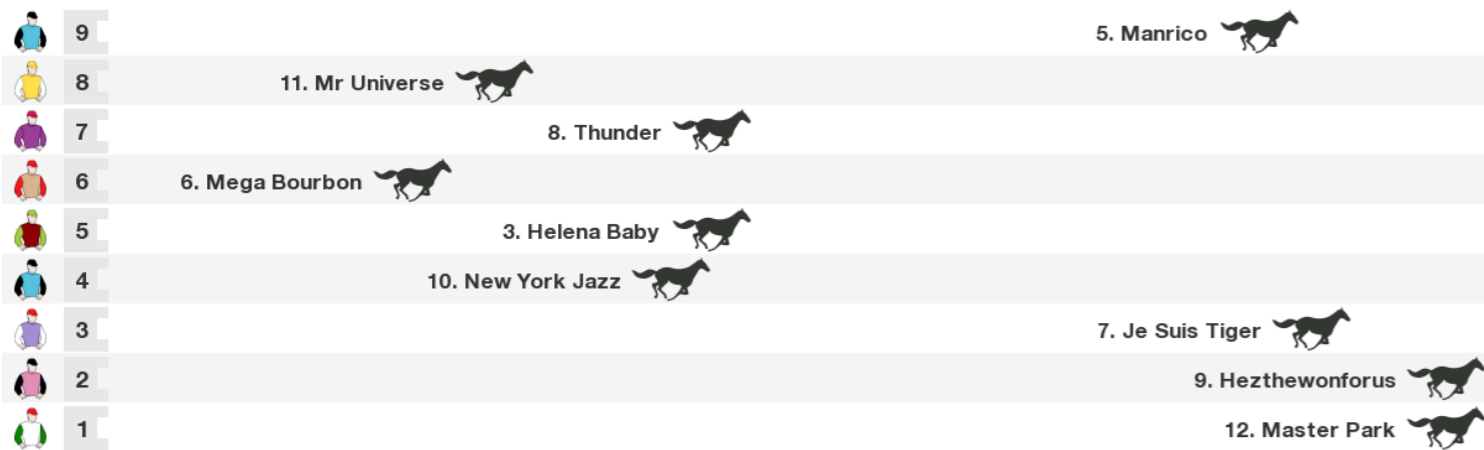 9 5. Manrico
8 11. Mr Universe
7 8. Thunder
6 6. Mega Bourbon
5 3. Helena Baby
4 10. New York Jazz
3 7. Je Suis Tiger
2 9. Hezthewonforus
1 12. Master Park